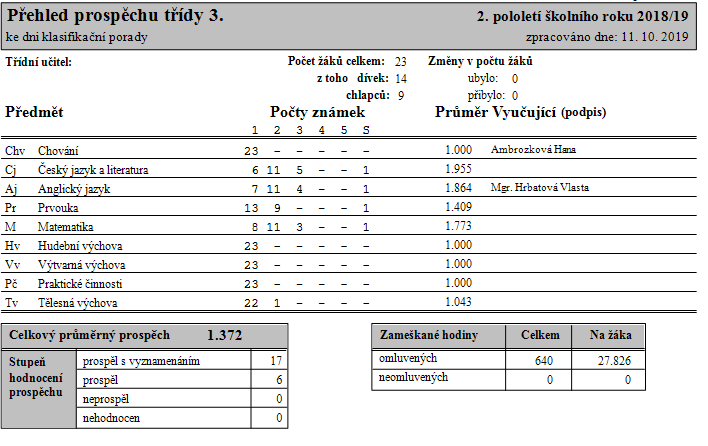 Přehled prospěchu třídy 3. 2. pololetí školního roku 2018/19
ke dni klasifikační porady zpracováno dne: 11. 10. 2019
Třídní učitel: Počet žáků celkem: 23 Změny v počtu žáků
z toho dívek: 14 ubylo: 0
chlapců: 9 přibylo: 0
Předmět Počty známek Průměr Vyučující (podpis)
1 2 3 4 5 S
Chv Chování 23 – – – – – 1.000 Ambrozková Hana
Cj Český jazyk a literatura 6 11 5 – – 1 1.955
Aj Anglický jazyk 7 11 4 – – 1 1.864 Mgr. Hrbatová Vlasta
Pr Prvouka 13 9 – – – 1 1.409
M Matematika 8 11 3 – – 1 1.773
Hv Hudební výchova 23 – – – – – 1.000
Vv Výtvarná výchova 23 – – – – – 1.000
Pč Praktické činnosti 23 – – – – – 1.000
Tv Tělesná výchova 22 1 – – – – 1.043
Celkový průměrný prospěch 1.372 Zameškané hodiny Celkem Na žáka
Stupeň hodnocení prospěchu prospěl s vyznamenáním 17 omluvených 640 27.826
prospěl 6 neomluvených 0 0
neprospěl 0
nehodnocen 0